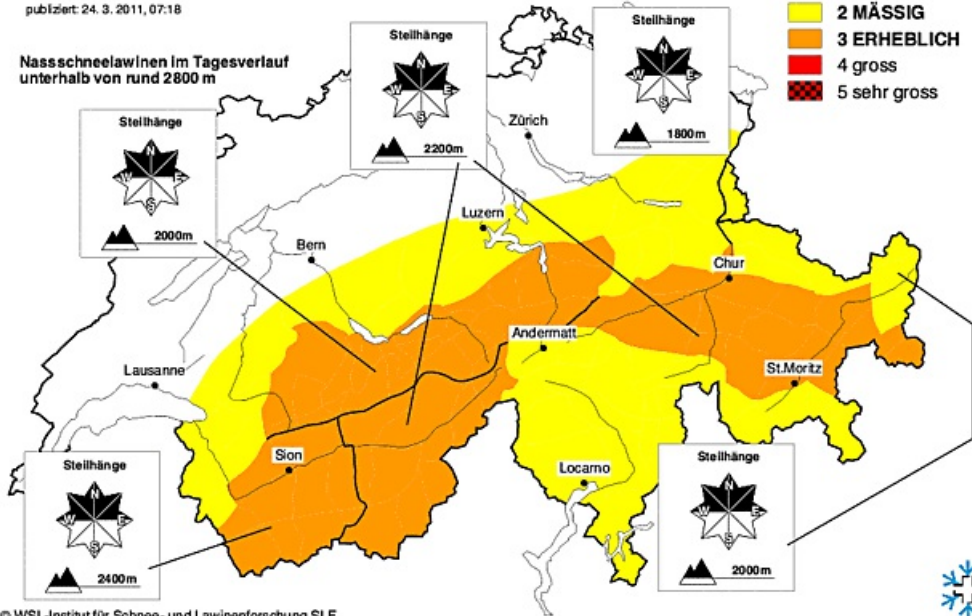 publiziert: 24. 3. 2011, 07:18
Nassschneelawinen im Tagesverlauf
unterhalb von rund 2800 m
2 MÄSSIG
3 ERHEBLICH
4 gross
5 sehr gross
Steilhänge
N
W E
S
2200m
Steilhänge
N
W E
S
1800m
Steilhänge
N
W E
S
2000m
Zürich
Luzern
Bern
Chur
Andermatt
Lausanne
St.Moritz
Sion
Locarno
Steilhänge
N
W E
S
2400m
Steilhänge
N
W E
S
2000m
© WSL-Institut für Schnee- und Lawinenforschung SLF